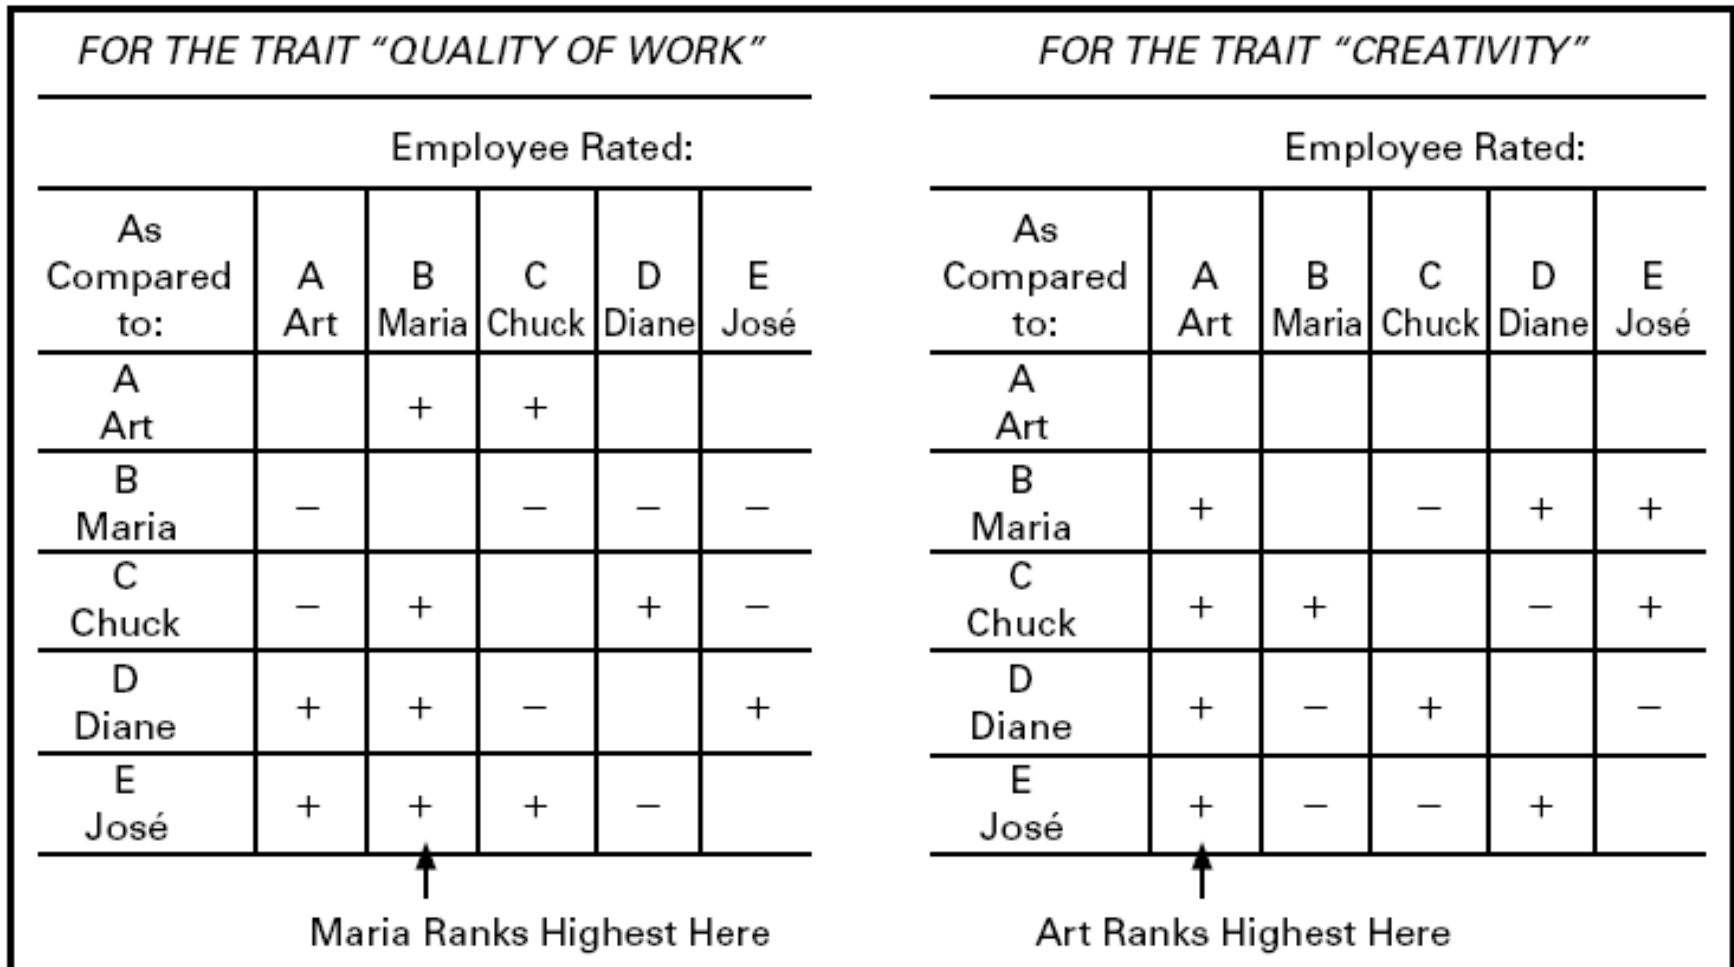 FOR THE TRAIT “QUALITY OF WORK”
Employee Rated:
As Compared to: A Art B Maria C Chuck D Diane E José
A Art + +
B Maria − − − −
C Chuck − + + −
D Diane + + − +
E José + + + −
Maria Ranks Highest Here
FOR THE TRAIT “CREATIVITY”
Employee Rated:
As Compared to: A Art B Maria C Chuck D Diane E José
A Art
B Maria + − + +
C Chuck + + − +
D Diane + − + −
E José + − − +
Art Ranks Highest Here